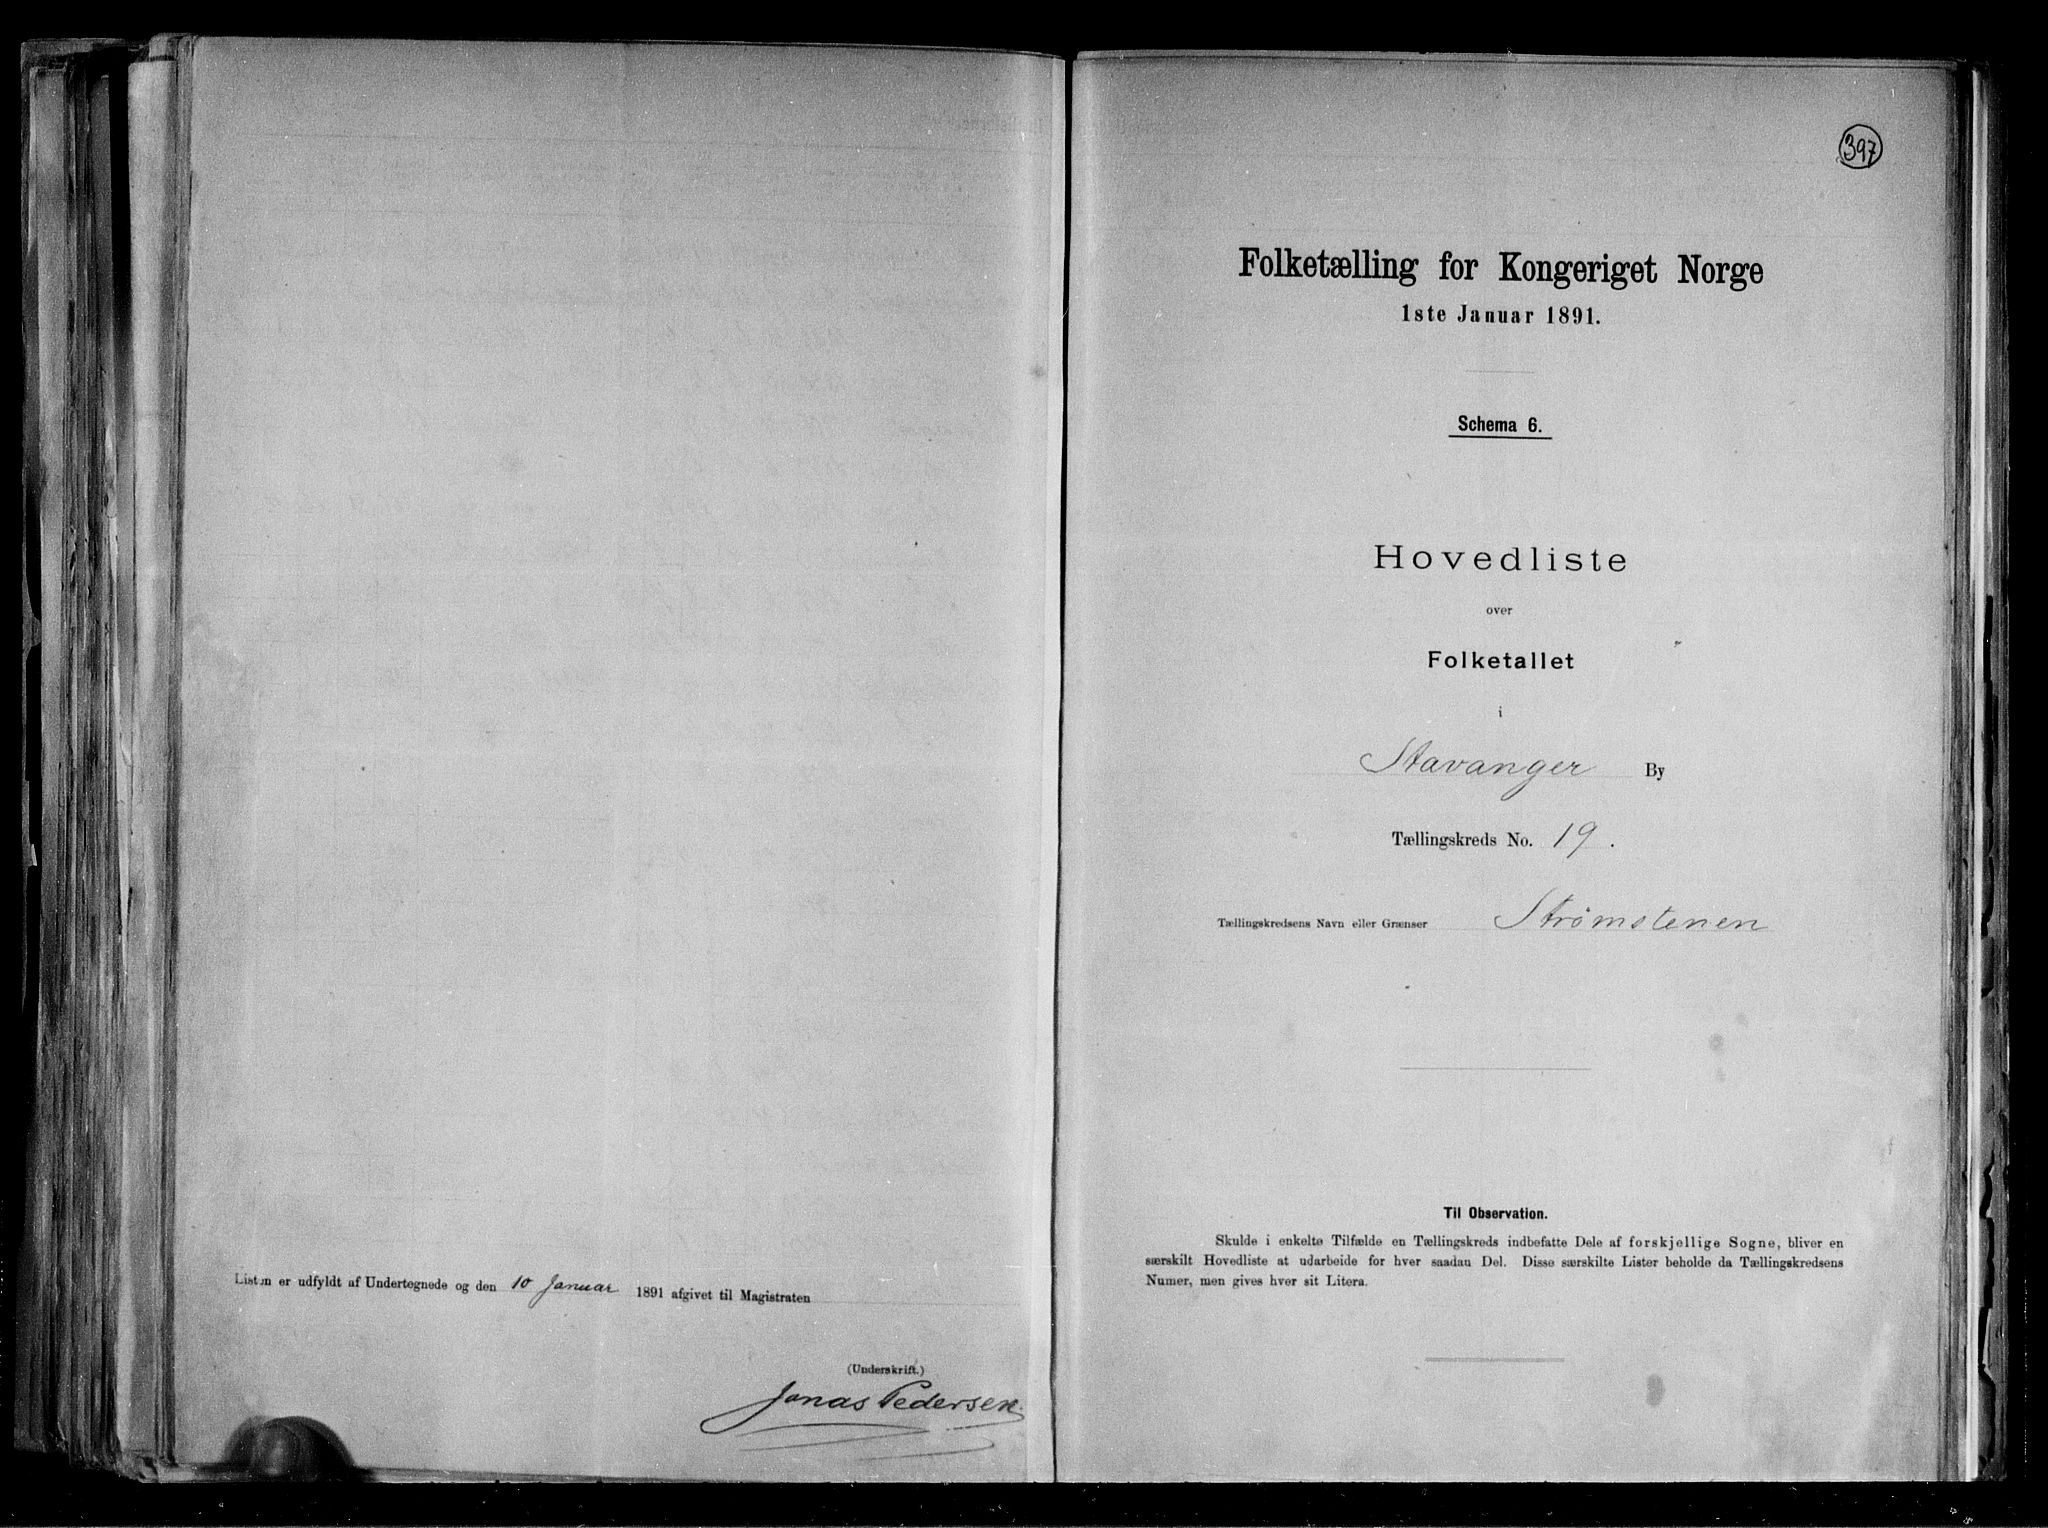 Listen er udfyldt af Undertegnede og den 10 Januar 1891 afgivet til Magistraten
(Underskrift.)
Jonas Pedersen.
397
Folketælling for Kongeriget Norge
1ste Januar 1891.
Schema 6.
Hovedliste
over
Folketallet
i
Stavanger By
Tællingskreds No. 19.
Tællingskredsens Navn eller Grænser Strømstenen
Til Observation.
Skulde i enkelte Tilfælde en Tællingskreds indbefatte Dele af forskjellige Sogne, bliver en
særskilt Hovedliste at udarbeide for hver saadan Del. Disse særskilte Lister beholde da Tællingskredsens
Numer, men gives hver sit Litera.